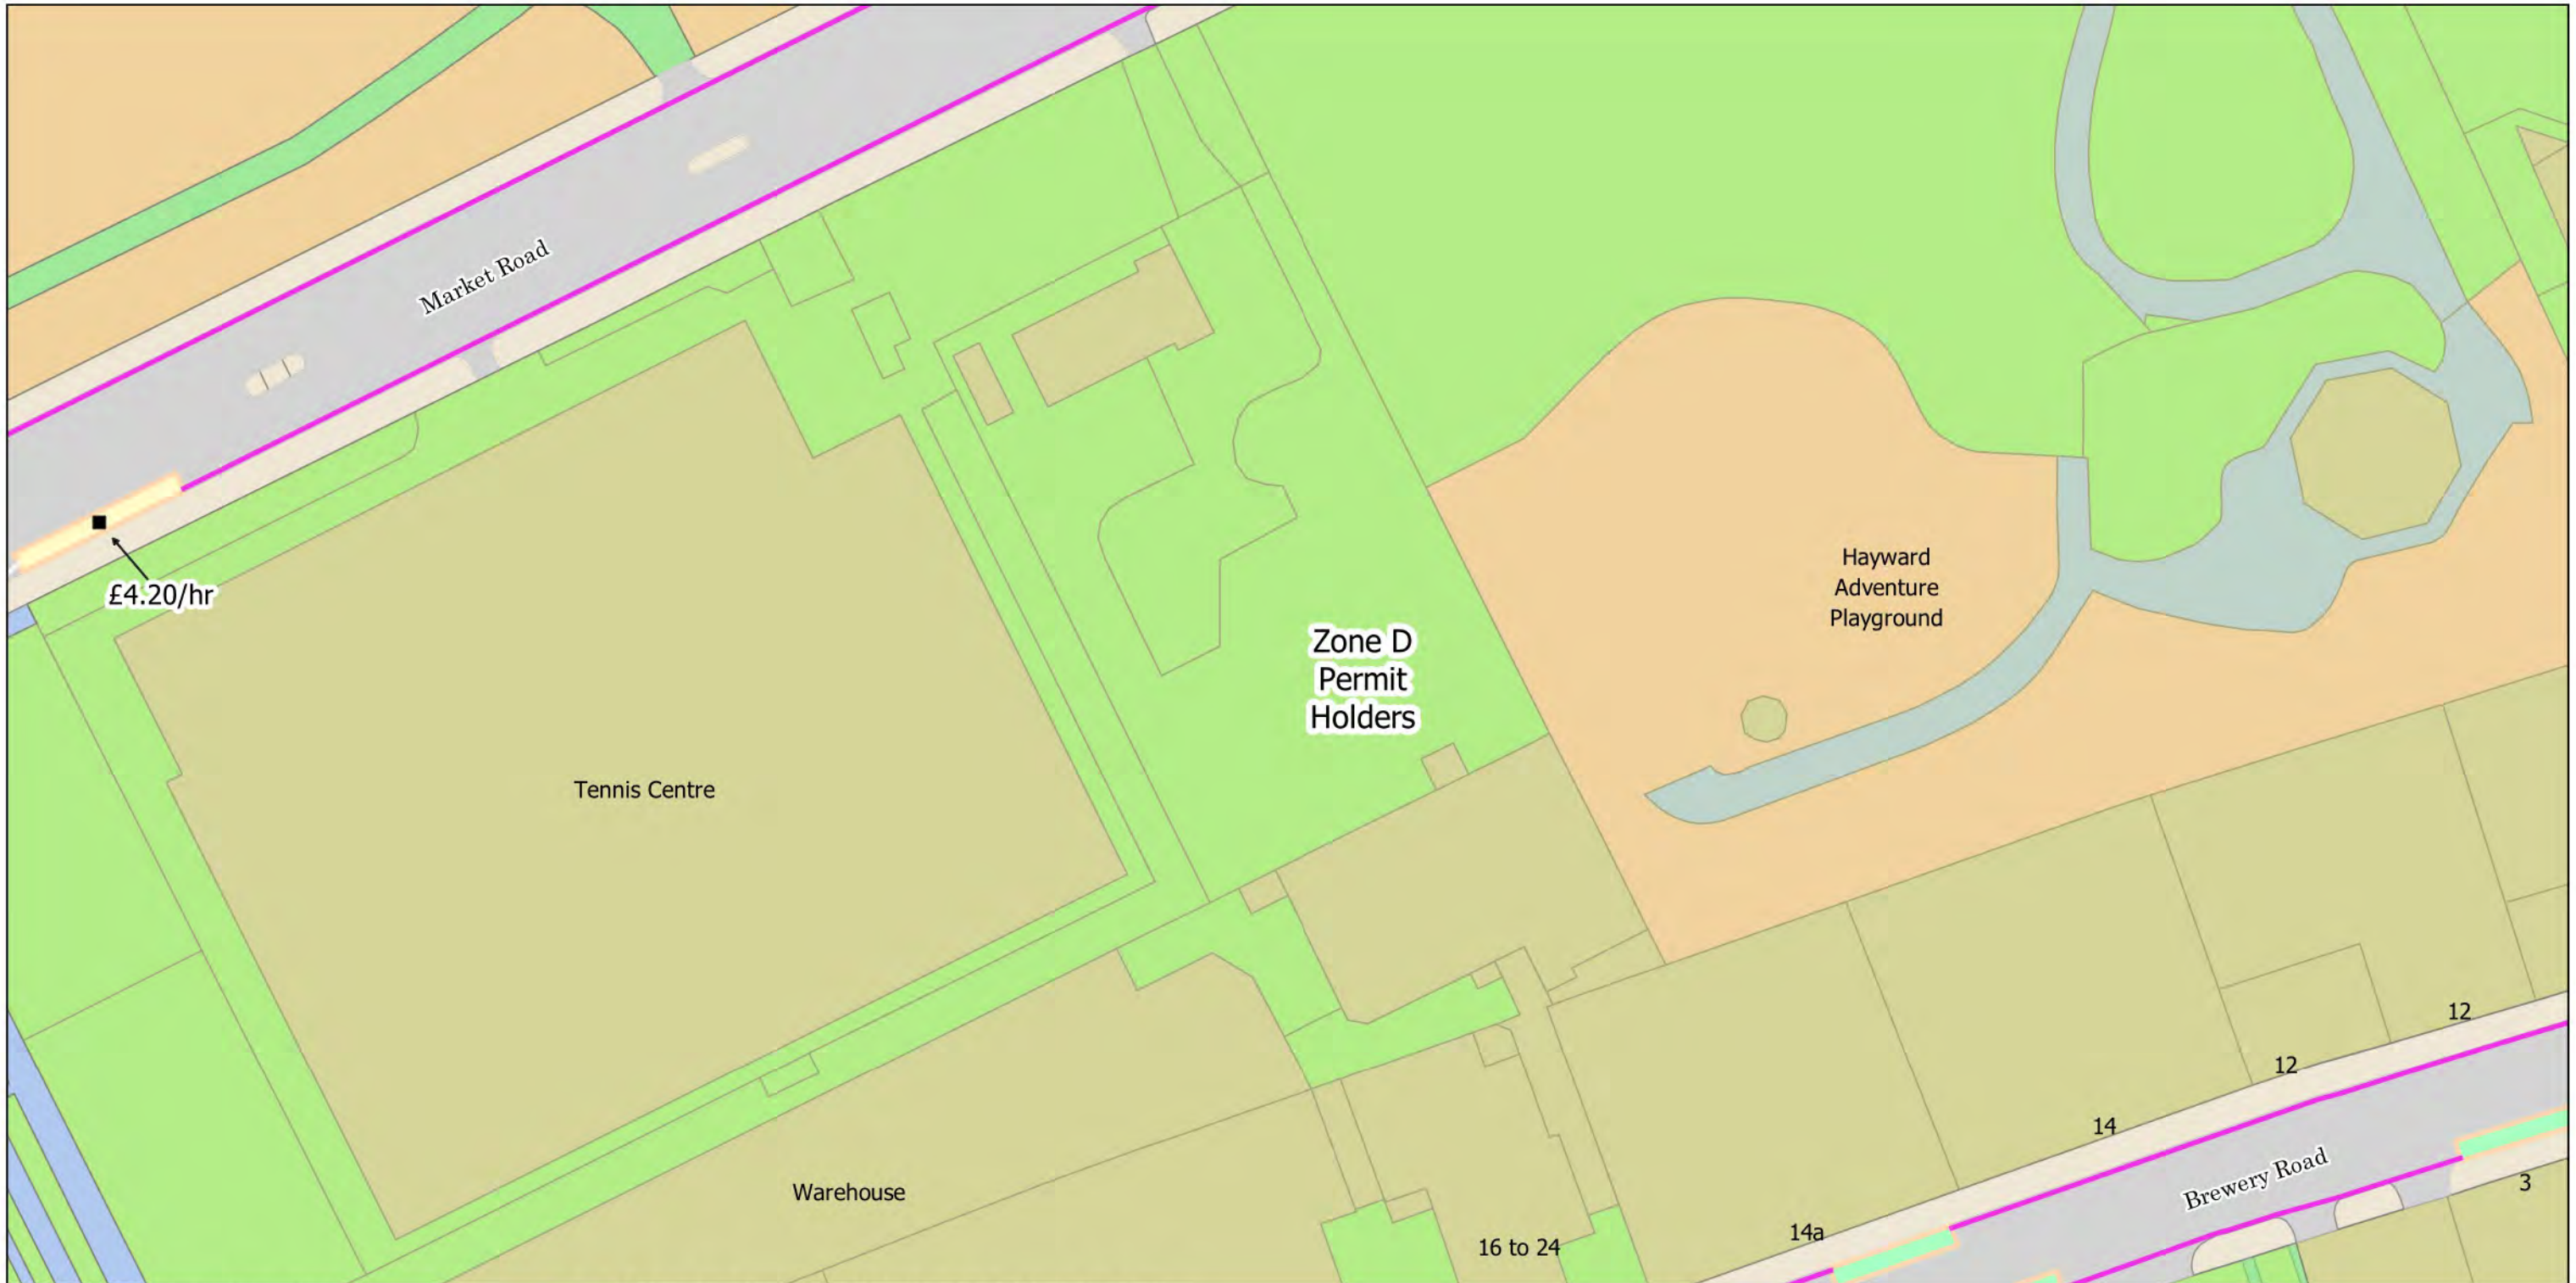 Market Road
£4.20/hr
Hayward
Adventure
Playground
Zone D
Permit
Holders
Tennis Centre
12
12
14
Brewery Road
3
Warehouse
14a
16 to 24